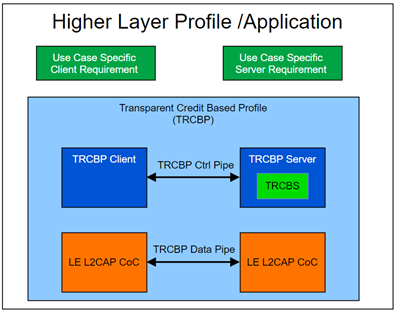 Higher Layer Profile /Application
Use Case Specific
Client Requirement
Use Case Specific
Server Requirement
Transparent Credit Based Profile
(TRCBP)
TRCBP Client
TRCBP Ctrl Pipe
TRCBP Server
TRCBS
LE L2CAP CoC
TRCBP Data Pipe
LE L2CAP CoC